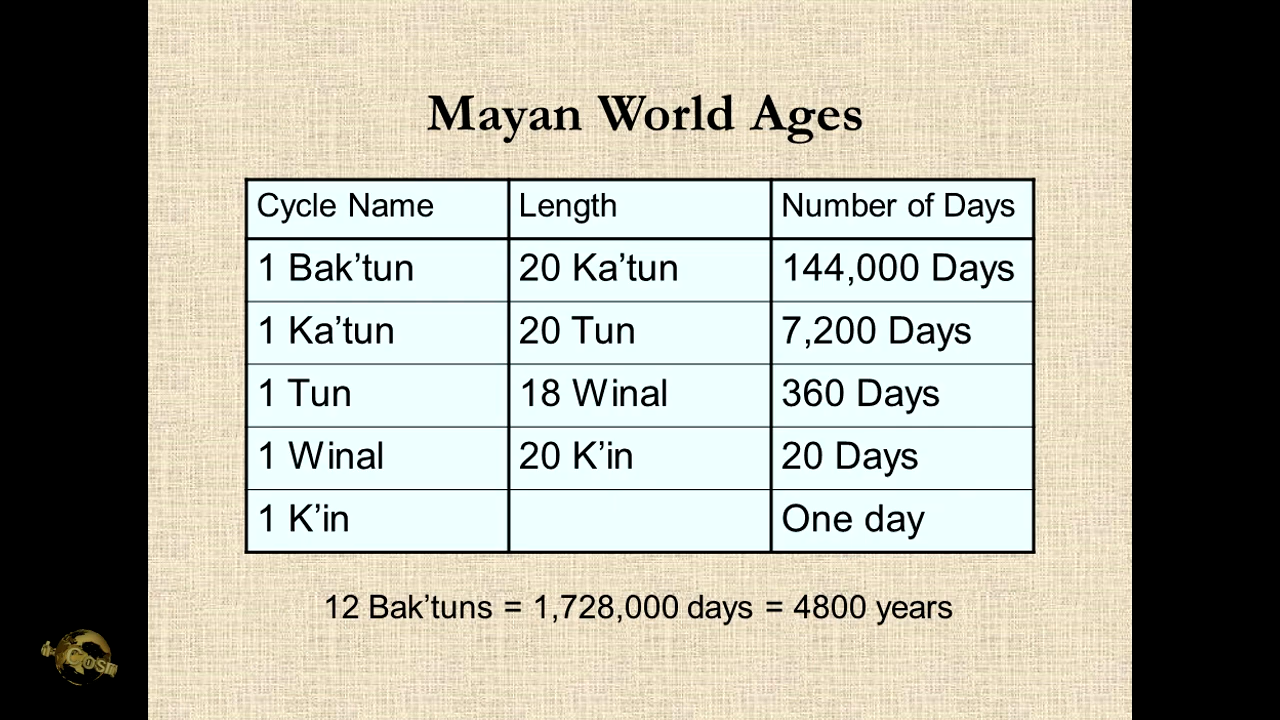 Mayan World Ages
Cycle Name Length Number of Days
1 Bak’tun 20 Ka’tun 144,000 Days
1 Ka’tun 20 Tun 7,200 Days
1 Tun 18 Winal 360 Days
1 Winal 20 K’in 20 Days
1 K’in One day
12 Bak’tuns = 1,728,000 days = 4800 years